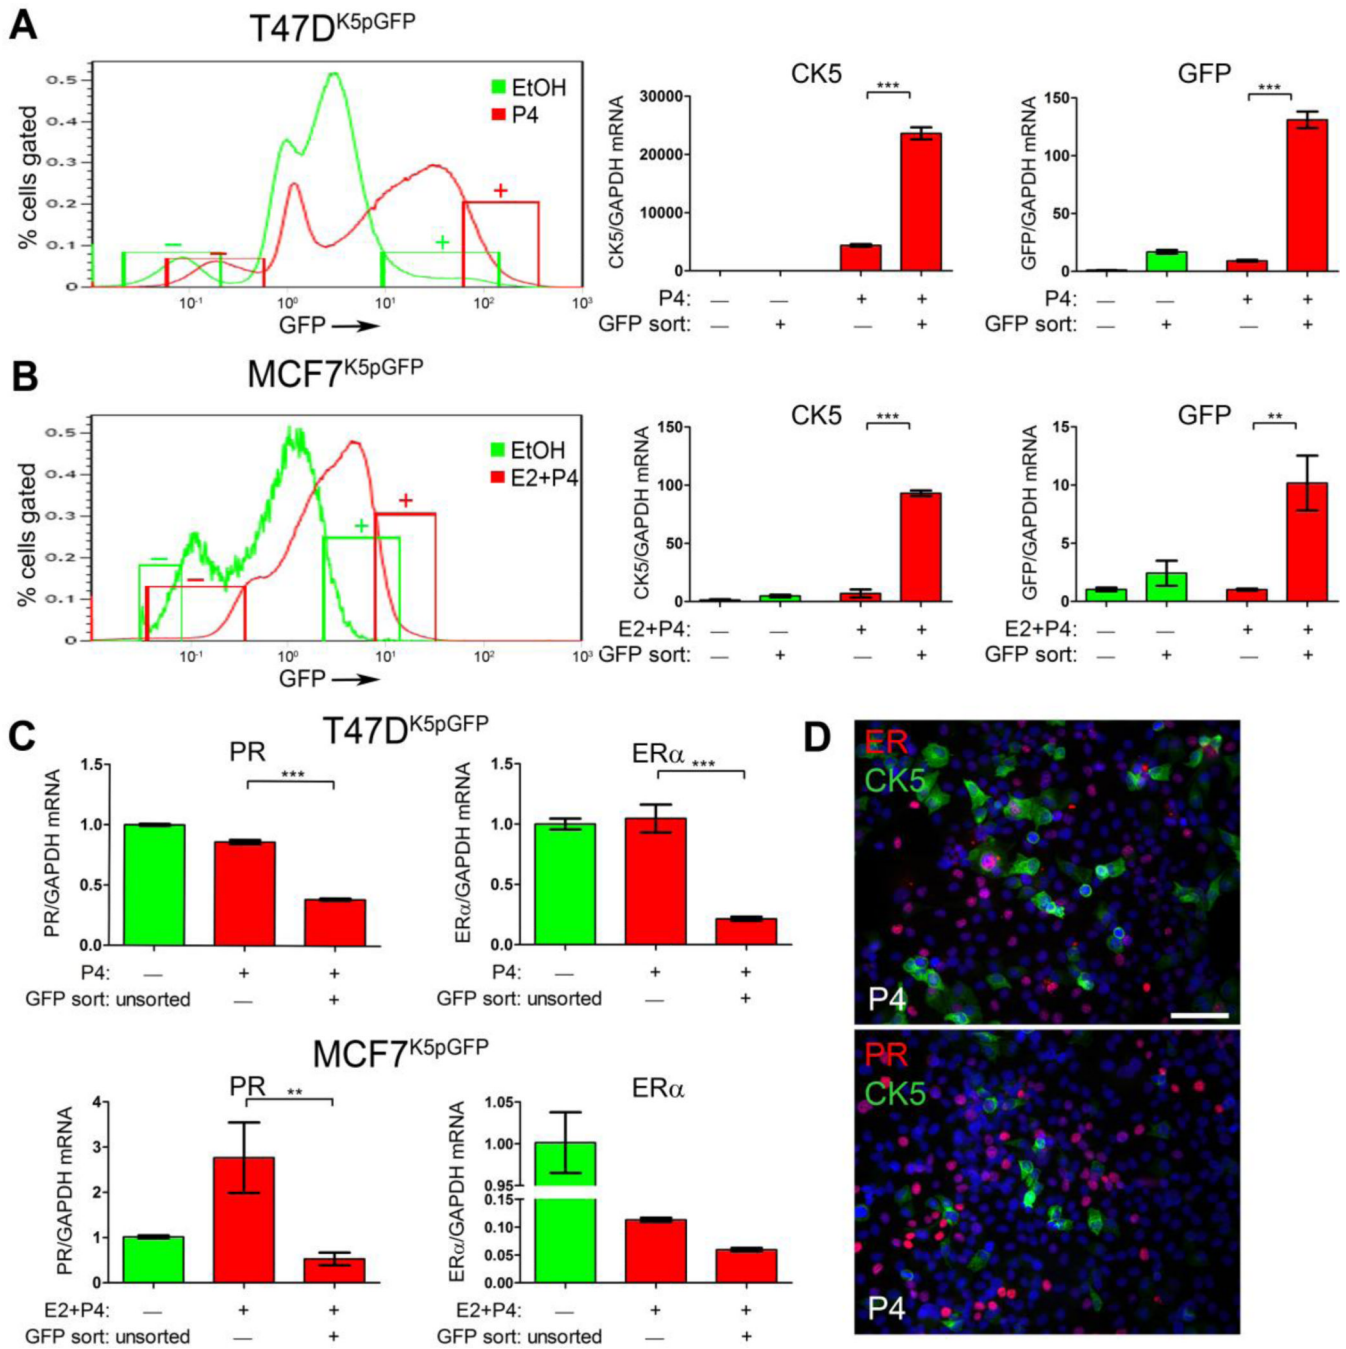 A
T47D^K5pGFP
EtOH
P4
% cells gated
0.5
0.4
0.3
0.2
0.1
0
— — + +
10^-1 10^0 10^1 10^2 10^3
GFP
CK5
***
CK5/GAPDH mRNA
30000
20000
10000
0
P4: — — + +
GFP sort: — + — +
GFP
***
GFP/GAPDH mRNA
150
100
50
0
P4: — — + +
GFP sort: — + — +
B
MCF7^K5pGFP
EtOH
E2+P4
% cells gated
0.5
0.4
0.3
0.2
0.1
0
— — + +
10^-1 10^0 10^1 10^2 10^3
GFP
CK5
***
CK5/GAPDH mRNA
150
100
50
0
E2+P4: — — + +
GFP sort: — + — +
GFP
**
GFP/GAPDH mRNA
15
10
5
0
E2+P4: — — + +
GFP sort: — + — +
C
T47D^K5pGFP
PR
***
PR/GAPDH mRNA
1.5
1.0
0.5
0.0
P4: — + +
GFP sort: unsorted — +
ERα
***
ERα/GAPDH mRNA
1.5
1.0
0.5
0.0
P4: — + +
GFP sort: unsorted — +
MCF7^K5pGFP
PR
**
PR/GAPDH mRNA
4
3
2
1
0
E2+P4: — + +
GFP sort: unsorted — +
ERα
ERα/GAPDH mRNA
1.05
1.00
0.95
0.15
0.10
0.05
0.00
E2+P4: — + +
GFP sort: unsorted — +
D
ER
CK5
P4
PR
CK5
P4